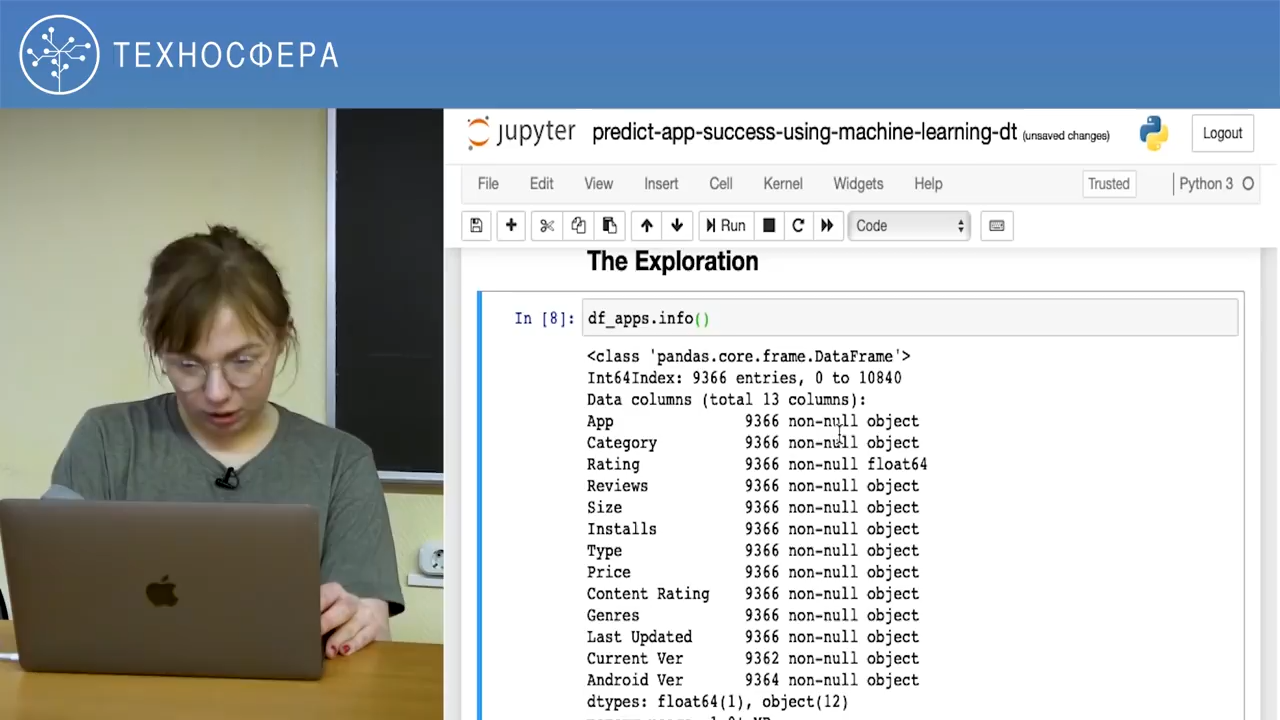 ТЕХНОСФЕРА
jupyter predict-app-success-using-machine-learning-dt (unsaved changes) Logout
File Edit View Insert Cell Kernel Widgets Help Trusted Python 3
Run Code
The Exploration
In [8]: df_apps.info()
<class 'pandas.core.frame.DataFrame'>
Int64Index: 9366 entries, 0 to 10840
Data columns (total 13 columns):
App 9366 non-null object
Category 9366 non-null object
Rating 9366 non-null float64
Reviews 9366 non-null object
Size 9366 non-null object
Installs 9366 non-null object
Type 9366 non-null object
Price 9366 non-null object
Content Rating 9366 non-null object
Genres 9366 non-null object
Last Updated 9366 non-null object
Current Ver 9362 non-null object
Android Ver 9364 non-null object
dtypes: float64(1), object(12)